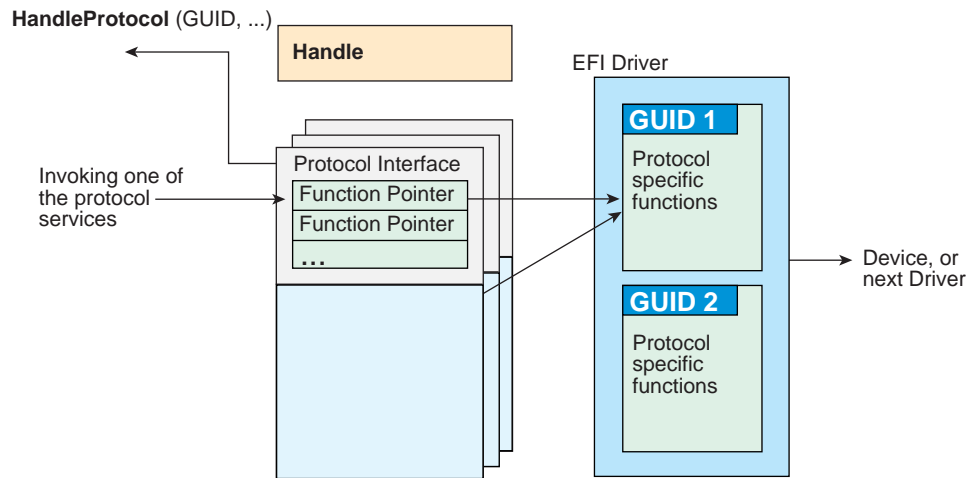 HandleProtocol (GUID, ...)
Handle
EFI Driver
GUID 1
Protocol
specific
functions
Protocol Interface
Function Pointer
Function Pointer
...
Invoking one of
the protocol
services
Device, or
next Driver
GUID 2
Protocol
specific
functions